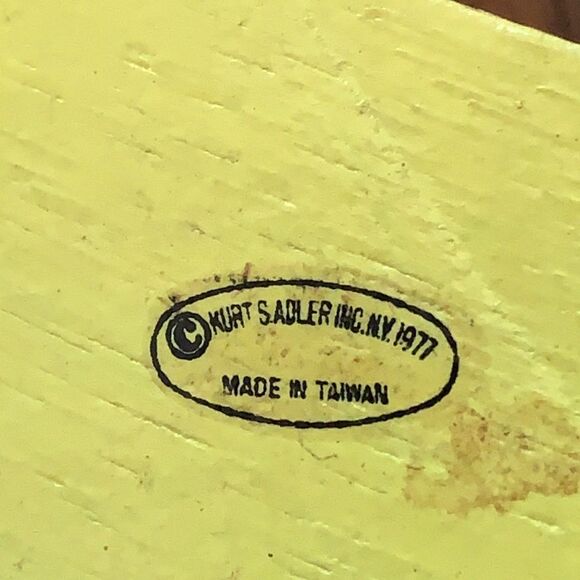 © KURT S. ADLER INC. N.Y. 1977
MADE IN TAIWAN